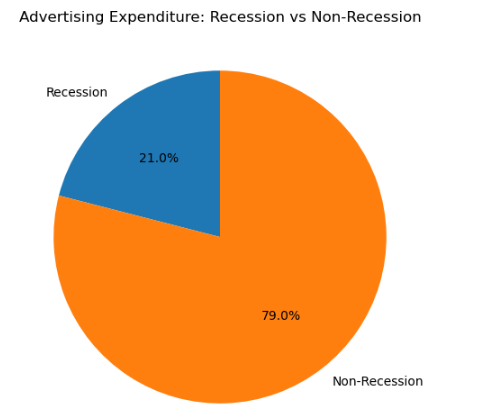 Advertising Expenditure: Recession vs Non-Recession
Recession
21.0%
79.0%
Non-Recession